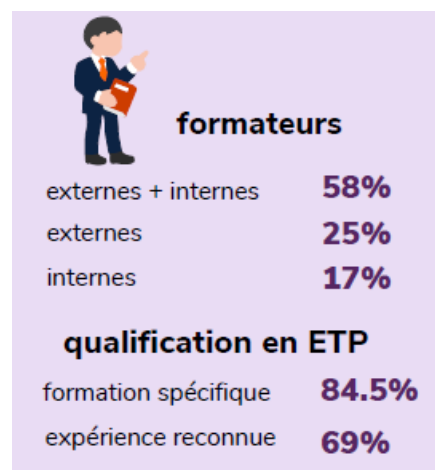 formateurs
externes + internes 58%
externes 25%
internes 17%
qualification en ETP
formation spécifique 84.5%
expérience reconnue 69%